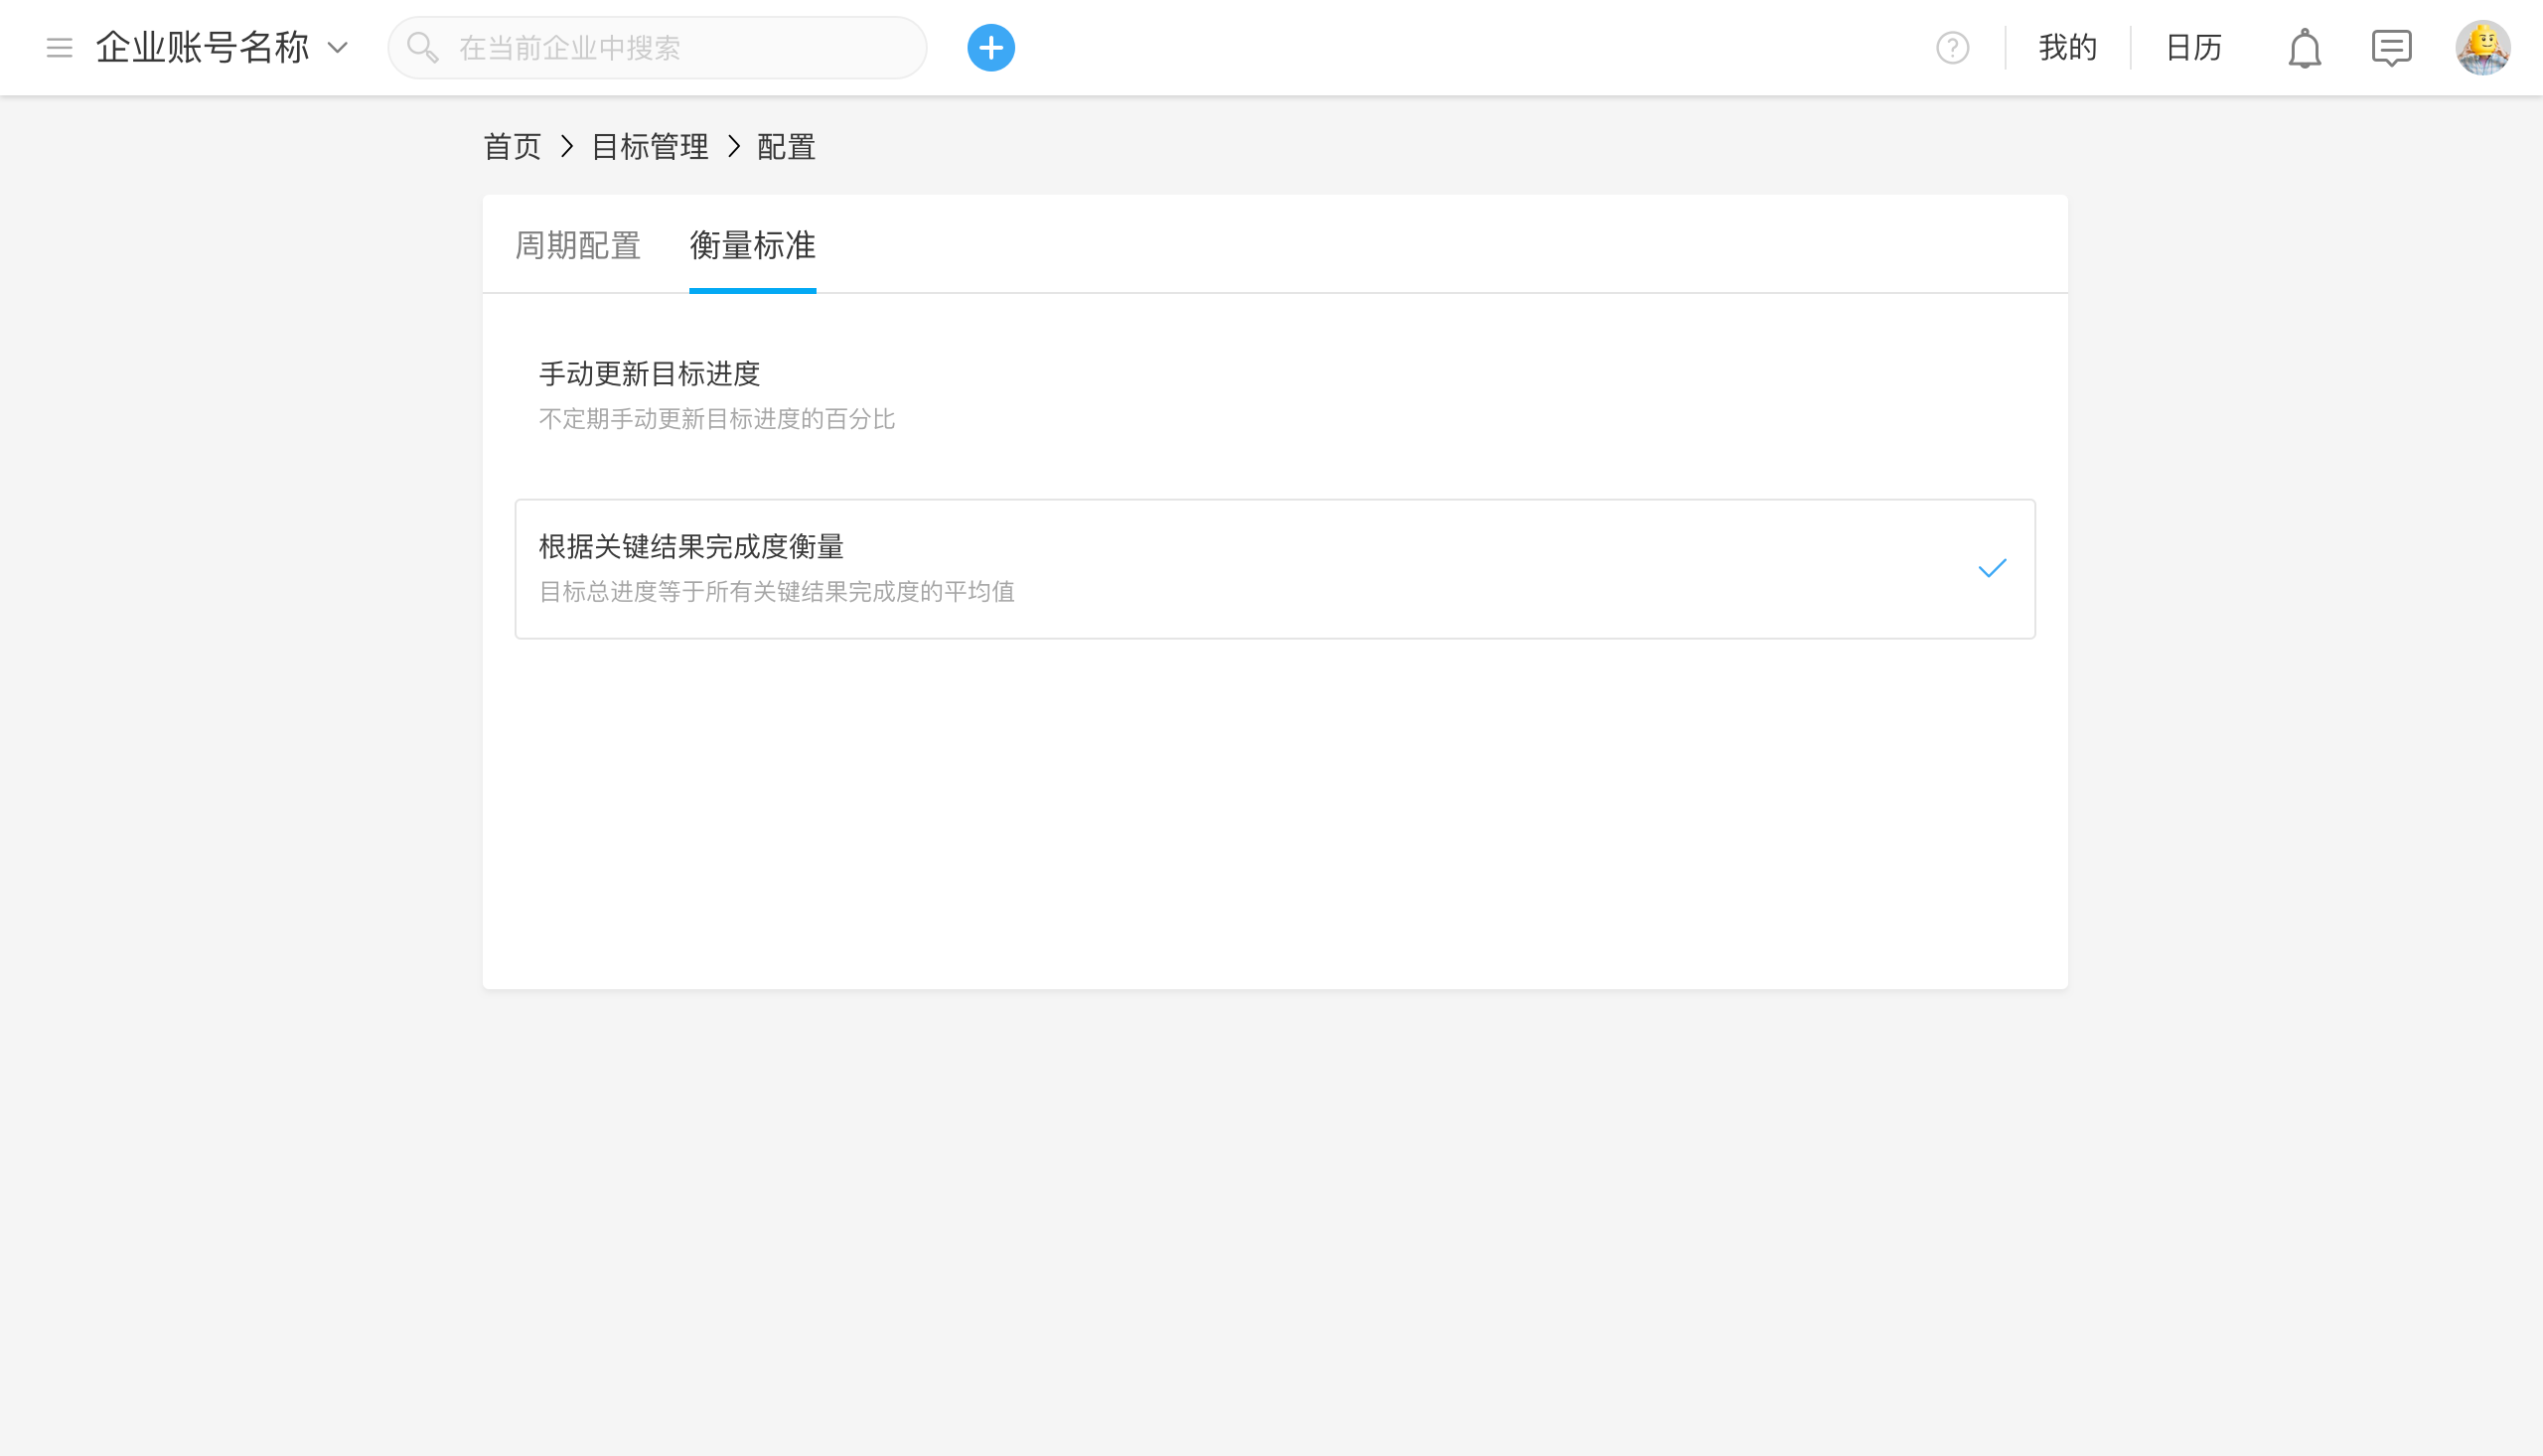 企业账号名称
在当前企业中搜索
我的
日历
首页 > 目标管理 > 配置
周期配置
衡量标准
手动更新目标进度
不定期手动更新目标进度的百分比
根据关键结果完成度衡量
目标总进度等于所有关键结果完成度的平均值